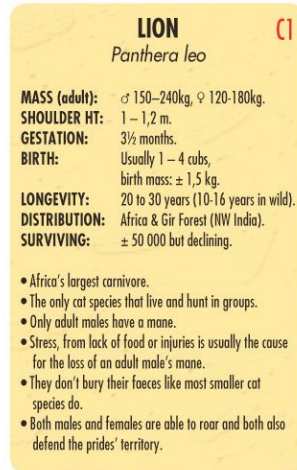 LION C1
Panthera leo
MASS (adult): ♂ 150–240kg, ♀ 120-180kg.
SHOULDER HT: 1 – 1,2 m.
GESTATION: 3½ months.
BIRTH: Usually 1 – 4 cubs,
birth mass: ± 1,5 kg.
LONGEVITY: 20 to 30 years (10-16 years in wild).
DISTRIBUTION: Africa & Gir Forest (NW India).
SURVIVING: ± 50 000 but declining.
• Africa's largest carnivore.
• The only cat species that live and hunt in groups.
• Only adult males have a mane.
• Stress, from lack of food or injuries is usually the cause
for the loss of an adult male's mane.
• They don't bury their faeces like most smaller cat
species do.
• Both males and females are able to roar and both also
defend the prides' territory.